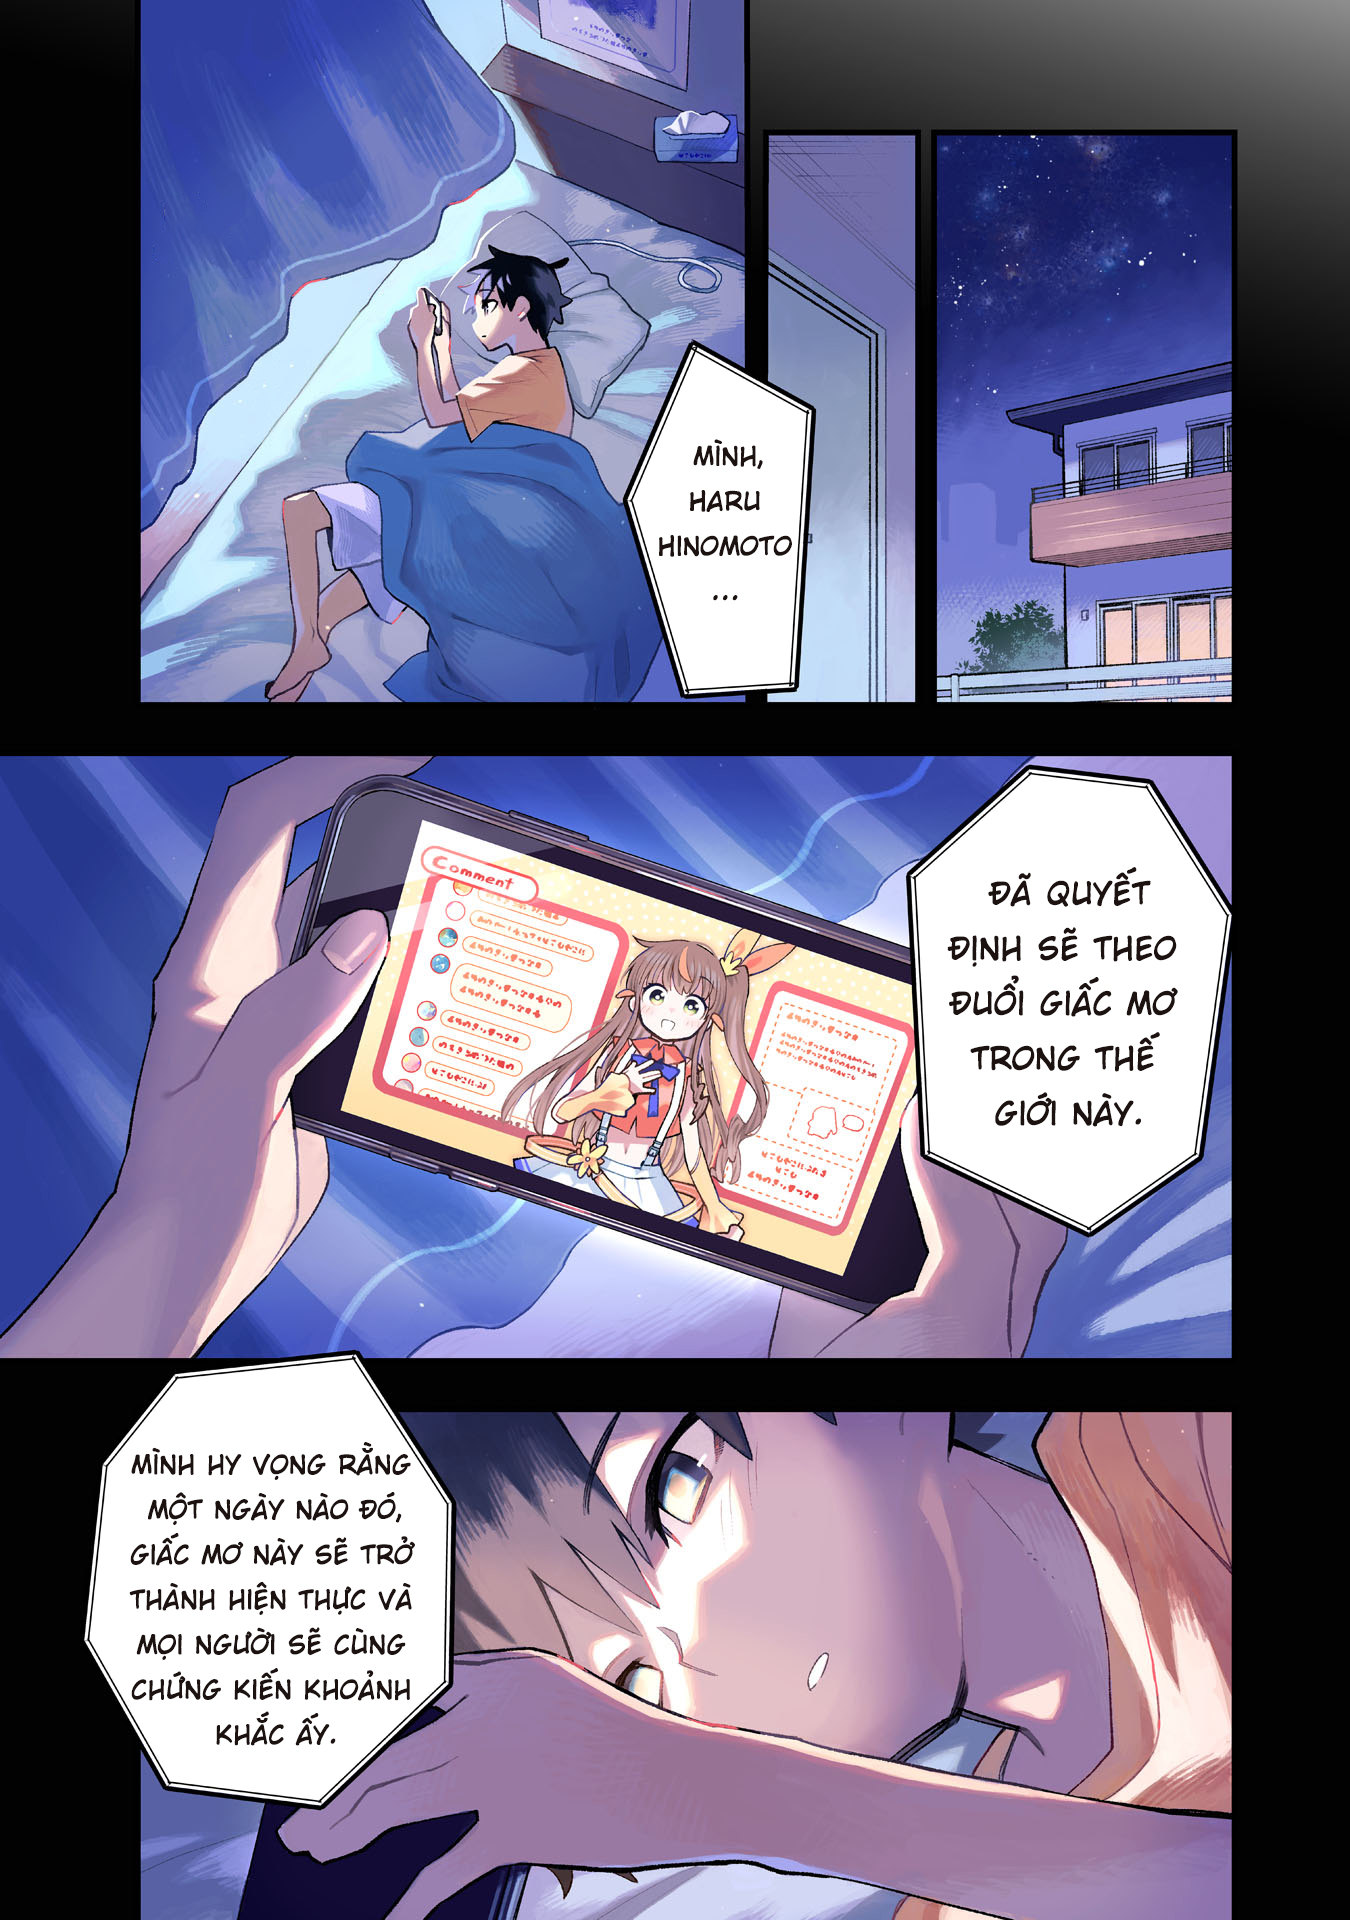 MÌNH,
HARU
HINOMOTO
...
ĐÃ QUYẾT
ĐỊNH SẼ THEO
ĐUỔI GIẤC MƠ
TRONG THẾ
GIỚI NÀY.
Comment
MÌNH HY VỌNG RẰNG
MỘT NGÀY NÀO ĐÓ,
GIẤC MƠ NÀY SẼ TRỞ
THÀNH HIỆN THỰC VÀ
MỌI NGƯỜI SẼ CÙNG
CHỨNG KIẾN KHOẢNH
KHẮC ẤY.